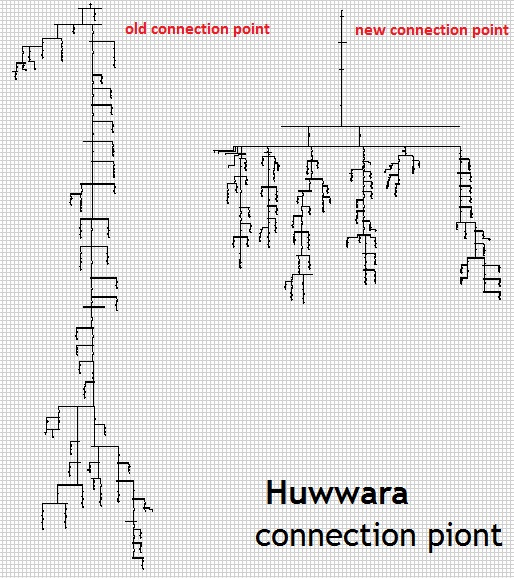 old connection point
new connection point
Huwwara
connection piont